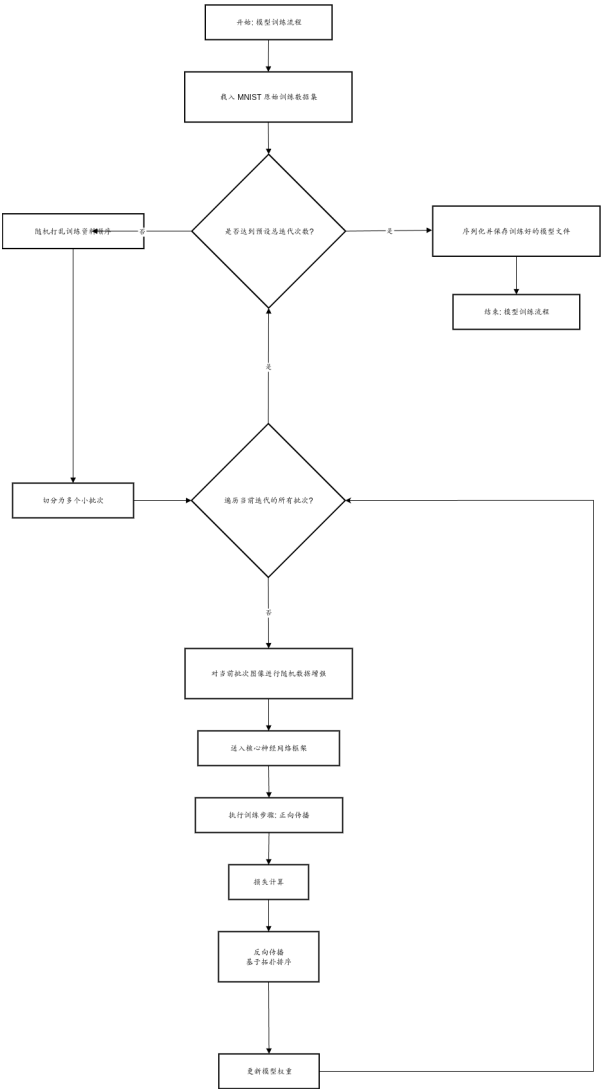 开始: 模型训练流程
载入 MNIST 原始训练数据集
是否达到预设总迭代次数?
否
随机打乱训练资料顺序
是
序列化并保存训练好的模型文件
结束: 模型训练流程
是
切分为多个小批次
遍历当前迭代的所有批次?
否
对当前批次图像进行随机数据增强
送入核心神经网络框架
执行训练步骤: 正向传播
损失计算
反向传播
基于拓扑排序
更新模型权重